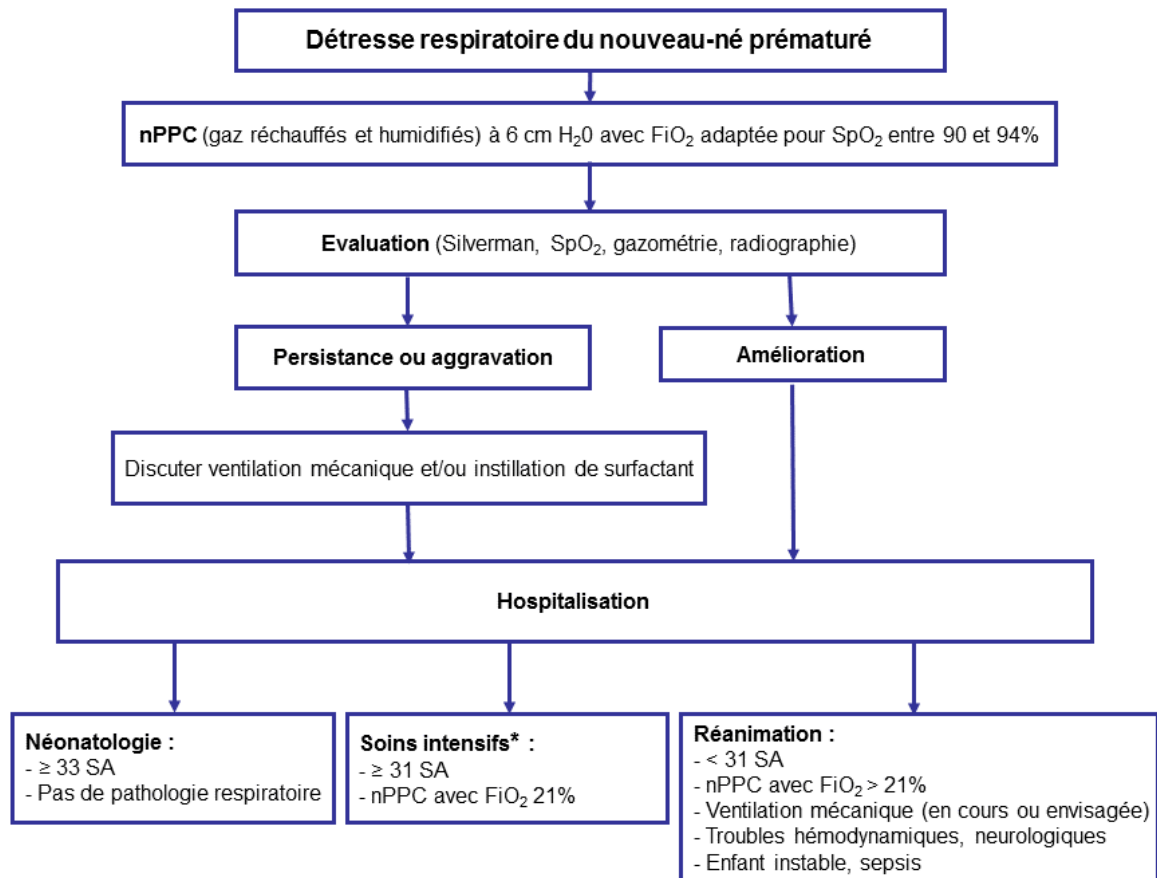 Détresse respiratoire du nouveau-né prématuré
nPPC (gaz réchauffés et humidifiés) à 6 cm H₂0 avec FiO₂ adaptée pour SpO₂ entre 90 et 94%
Evaluation (Silverman, SpO₂, gazométrie, radiographie)
Persistance ou aggravation
Amélioration
Discuter ventilation mécanique et/ou instillation de surfactant
Hospitalisation
Néonatologie :
- ≥ 33 SA
- Pas de pathologie respiratoire
Soins intensifs* :
- ≥ 31 SA
- nPPC avec FiO₂ 21%
Réanimation :
- < 31 SA
- nPPC avec FiO₂ > 21%
- Ventilation mécanique (en cours ou envisagée)
- Troubles hémodynamiques, neurologiques
- Enfant instable, sepsis